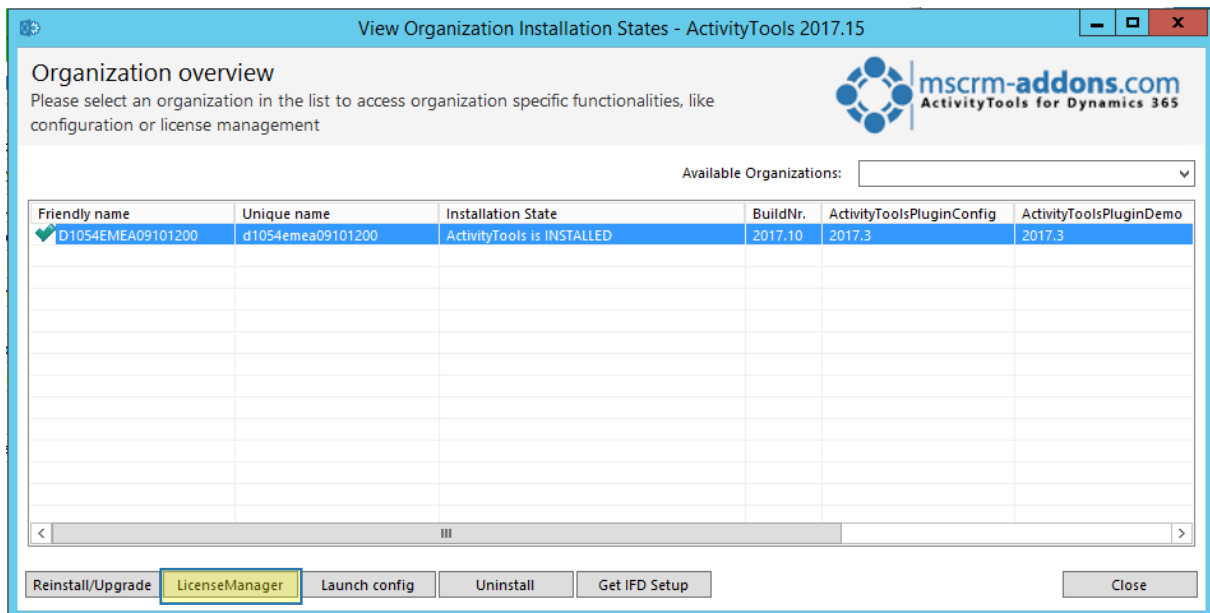 View Organization Installation States - ActivityTools 2017.15
Organization overview
Please select an organization in the list to access organization specific functionalities, like
configuration or license management
mscrm-addons.com
ActivityTools for Dynamics 365
Available Organizations:
Friendly name Unique name Installation State BuildNr. ActivityToolsPluginConfig ActivityToolsPluginDemo
D1054EMEA09101200 d1054emea09101200 ActivityTools is INSTALLED 2017.10 2017.3 2017.3
Reinstall/Upgrade LicenseManager Launch config Uninstall Get IFD Setup Close